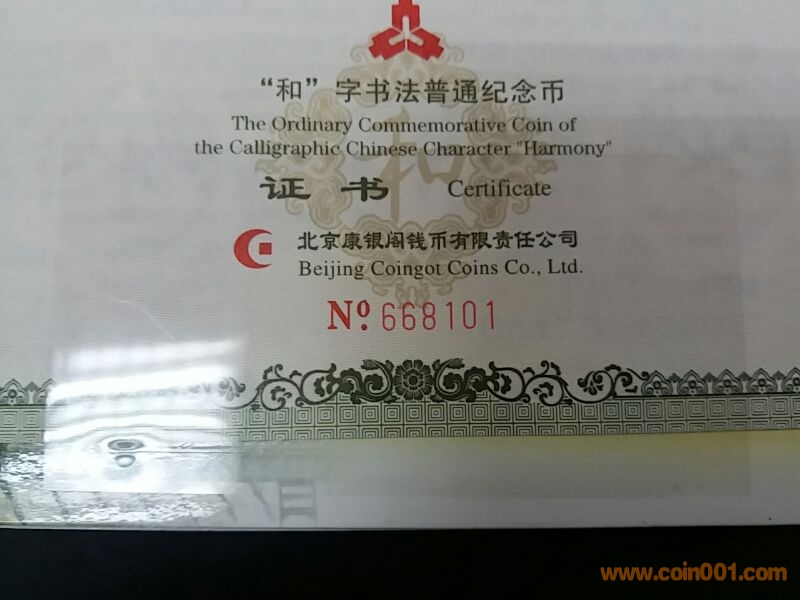 “和”字书法普通纪念币
The Ordinary Commemorative Coin of
the Calligraphic Chinese Character "Harmony"
证书 Certificate
北京康银阁钱币有限责任公司
Beijing Coingot Coins Co., Ltd.
Nº 668101
和
www.coin001.com